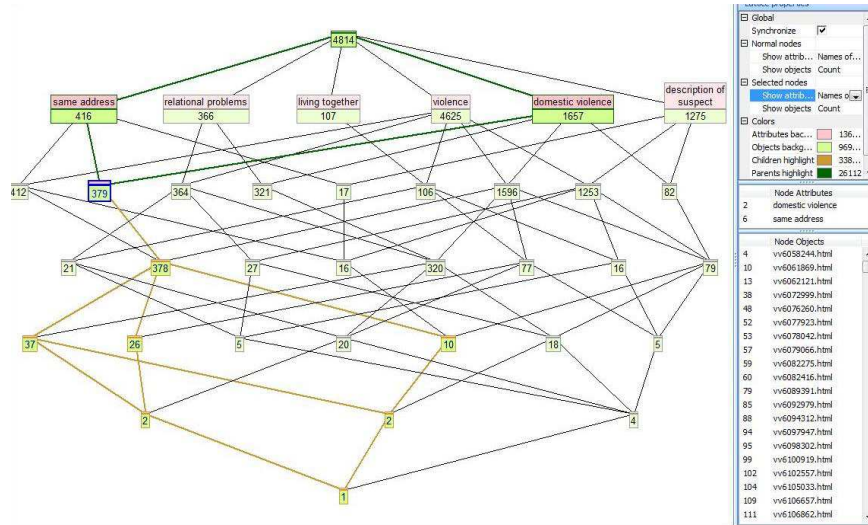 4814
same address
416
relational problems
366
living together
107
violence
4625
domestic violence
1657
description of
suspect
1275
412
379
364
321
17
106
1596
1253
82
21
378
27
16
320
77
16
79
37
26
5
20
10
18
5
2
2
4
1
Global
Synchronize
Normal nodes
Show attrib... Names of...
Show objects Count
Selected nodes
Show attrib... Names o
Show objects Count
Colors
Attributes bac... 136...
Objects backg... 969...
Children highlight 338...
Parents highlight 26112
Node Attributes
2 domestic violence
6 same address
Node Objects
4 vv6058244.html
10 vv6061869.html
13 vv6062121.html
38 vv6072999.html
48 vv6076260.html
52 vv6077923.html
53 vv6078042.html
57 vv6079066.html
59 vv6082275.html
60 vv6082416.html
79 vv6089391.html
85 vv6092979.html
88 vv6094312.html
94 vv6097947.html
95 vv6098302.html
99 vv6100919.html
102 vv6102557.html
104 vv6105033.html
109 vv6106657.html
111 vv6106862.html